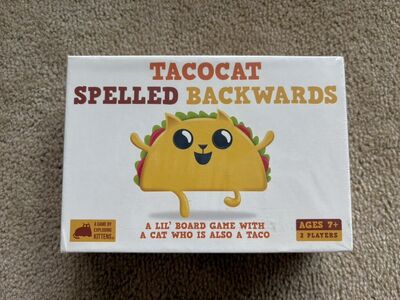 TACOCAT
SPELLED BACKWARDS
A LIL' BOARD GAME WITH
A CAT WHO IS ALSO A TACO
A GAME BY
EXPLODING
KITTENS
AGES 7+
2 PLAYERS